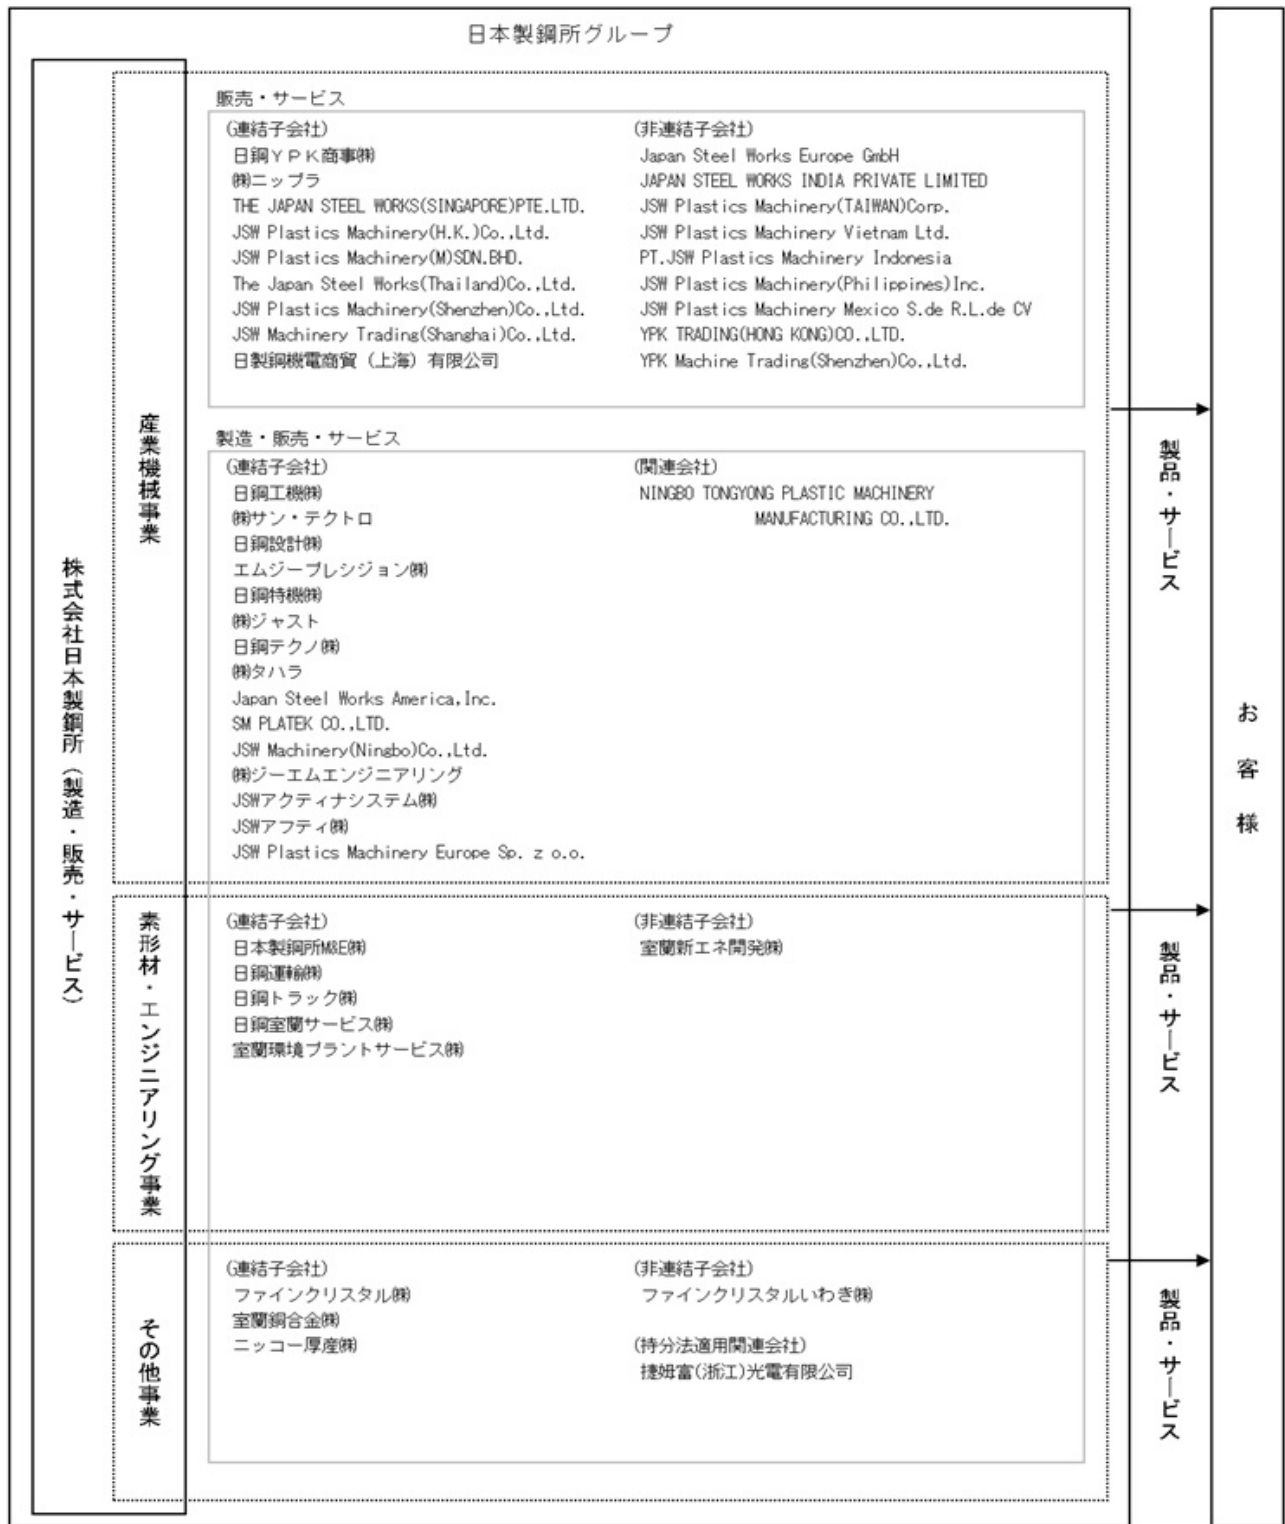 日本製鋼所グループ
株式会社日本製鋼所(製造・販売・サービス)
産業機械事業
販売・サービス
(連結子会社)
日鋼YPK商事㈱
㈱ニップラ
THE JAPAN STEEL WORKS(SINGAPORE)PTE.LTD.
JSW Plastics Machinery(H.K.)Co.,Ltd.
JSW Plastics Machinery(M)SDN.BHD.
The Japan Steel Works(Thailand)Co.,Ltd.
JSW Plastics Machinery(Shenzhen)Co.,Ltd.
JSW Machinery Trading(Shanghai)Co.,Ltd.
日製鋼機電商貿(上海)有限公司
(非連結子会社)
Japan Steel Works Europe GmbH
JAPAN STEEL WORKS INDIA PRIVATE LIMITED
JSW Plastics Machinery(TAIWAN)Corp.
JSW Plastics Machinery Vietnam Ltd.
PT.JSW Plastics Machinery Indonesia
JSW Plastics Machinery(Philippines)Inc.
JSW Plastics Machinery Mexico S.de R.L.de CV
YPK TRADING(HONG KONG)CO.,LTD.
YPK Machine Trading(Shenzhen)Co.,Ltd.
製造・販売・サービス
(連結子会社)
日鋼工機㈱
㈱サン・テクトロ
日鋼設計㈱
エムジープレシジョン㈱
日鋼特機㈱
㈱ジャスト
日鋼テクノ㈱
㈱タハラ
Japan Steel Works America,Inc.
SM PLATEK CO.,LTD.
JSW Machinery(Ningbo)Co.,Ltd.
㈱ジーエムエンジニアリング
JSWアクティナシステム㈱
JSWアフティ㈱
JSW Plastics Machinery Europe Sp. z o.o.
(関連会社)
NINGBO TONGYONG PLASTIC MACHINERY
MANUFACTURING CO.,LTD.
製品・サービス
素形材・エンジニアリング事業
(連結子会社)
日本製鋼所M&E㈱
日鋼運輸㈱
日鋼トラック㈱
日鋼室蘭サービス㈱
室蘭環境プラントサービス㈱
(非連結子会社)
室蘭新エネ開発㈱
製品・サービス
その他事業
(連結子会社)
ファインクリスタル㈱
室蘭銅合金㈱
ニッコー厚産㈱
(非連結子会社)
ファインクリスタルいわき㈱
(持分法適用関連会社)
捷姆富(浙江)光電有限公司
製品・サービス
お客様